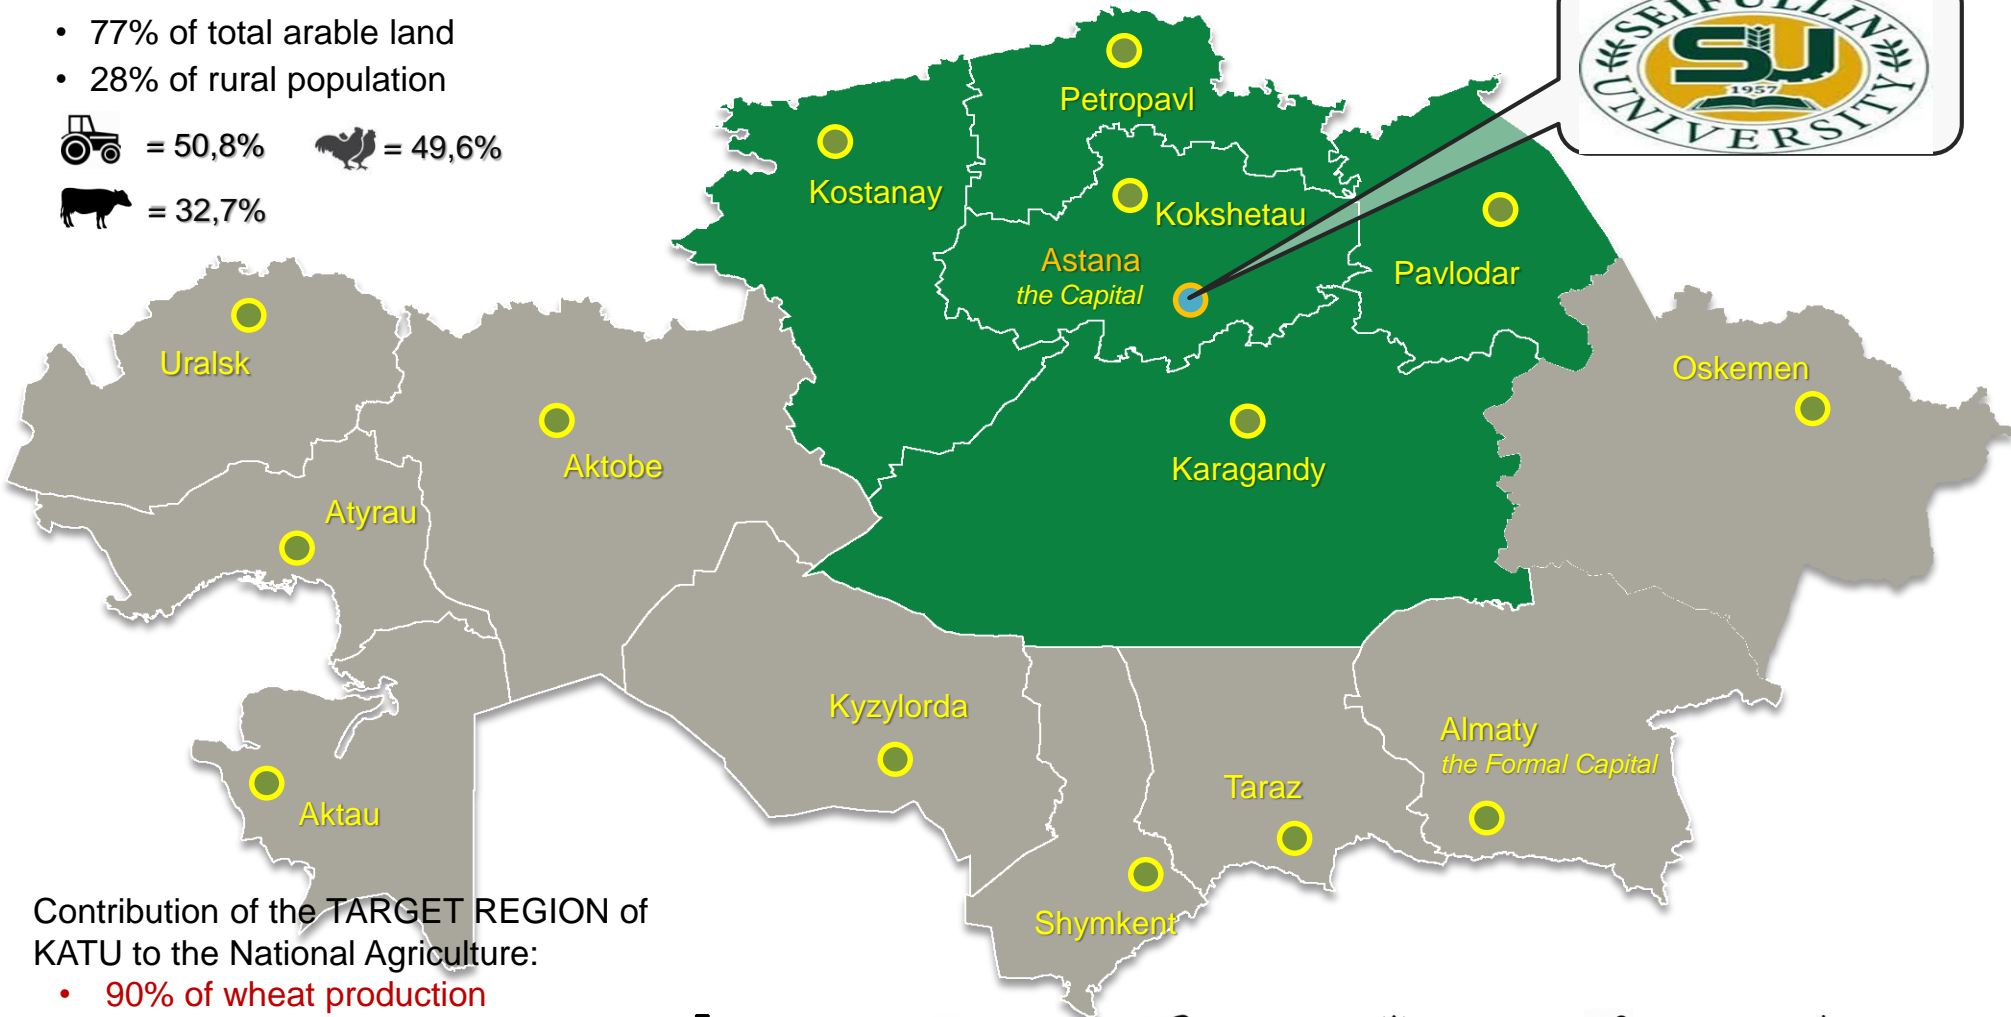 • 77% of total arable land
• 28% of rural population
= 50,8%
= 49,6%
= 32,7%
SEIFULLIN
SU
1957
UNIVERSITY
Petropavl
Kostanay
Kokshetau
Astana
the Capital
Pavlodar
Uralsk
Oskemen
Aktobe
Karagandy
Atyrau
Kyzylorda
Almaty
the Formal Capital
Taraz
Aktau
Shymkent
Contribution of the TARGET REGION of
KATU to the National Agriculture:
• 90% of wheat production